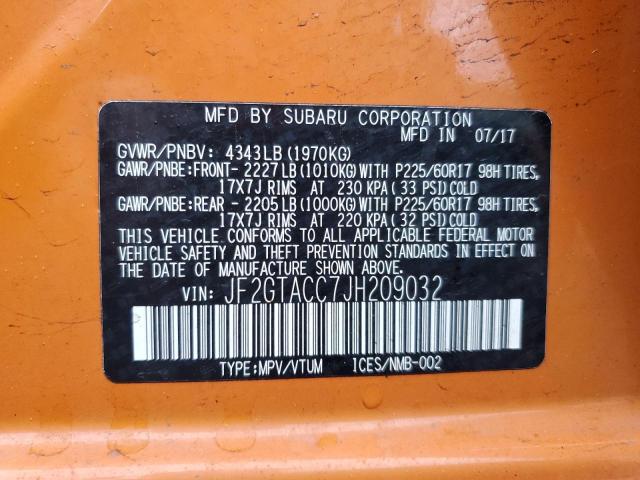 MFD BY SUBARU CORPORATION
MFD IN 07/17
GVWR/PNBV: 4343LB (1970KG)
GAWR/PNBE:FRONT- 2227LB (1010KG) WITH P225/60R17 98H TIRES,
17X7J RIMS AT 230 KPA (33 PSI) COLD
GAWR/PNBE:REAR - 2205LB (1000KG) WITH P225/60R17 98H TIRES,
17X7J RIMS AT 220 KPA (32 PSI) COLD
THIS VEHICLE CONFORMS TO ALL APPLICABLE FEDERAL MOTOR
VEHICLE SAFETY AND THEFT PREVENTION STANDARDS IN EFFECT ON
THE DATE OF MANUFACTURE SHOWN ABOVE.
VIN: JF2GTACC7JH209032
TYPE:MPV/VTUM ICES/NMB-002